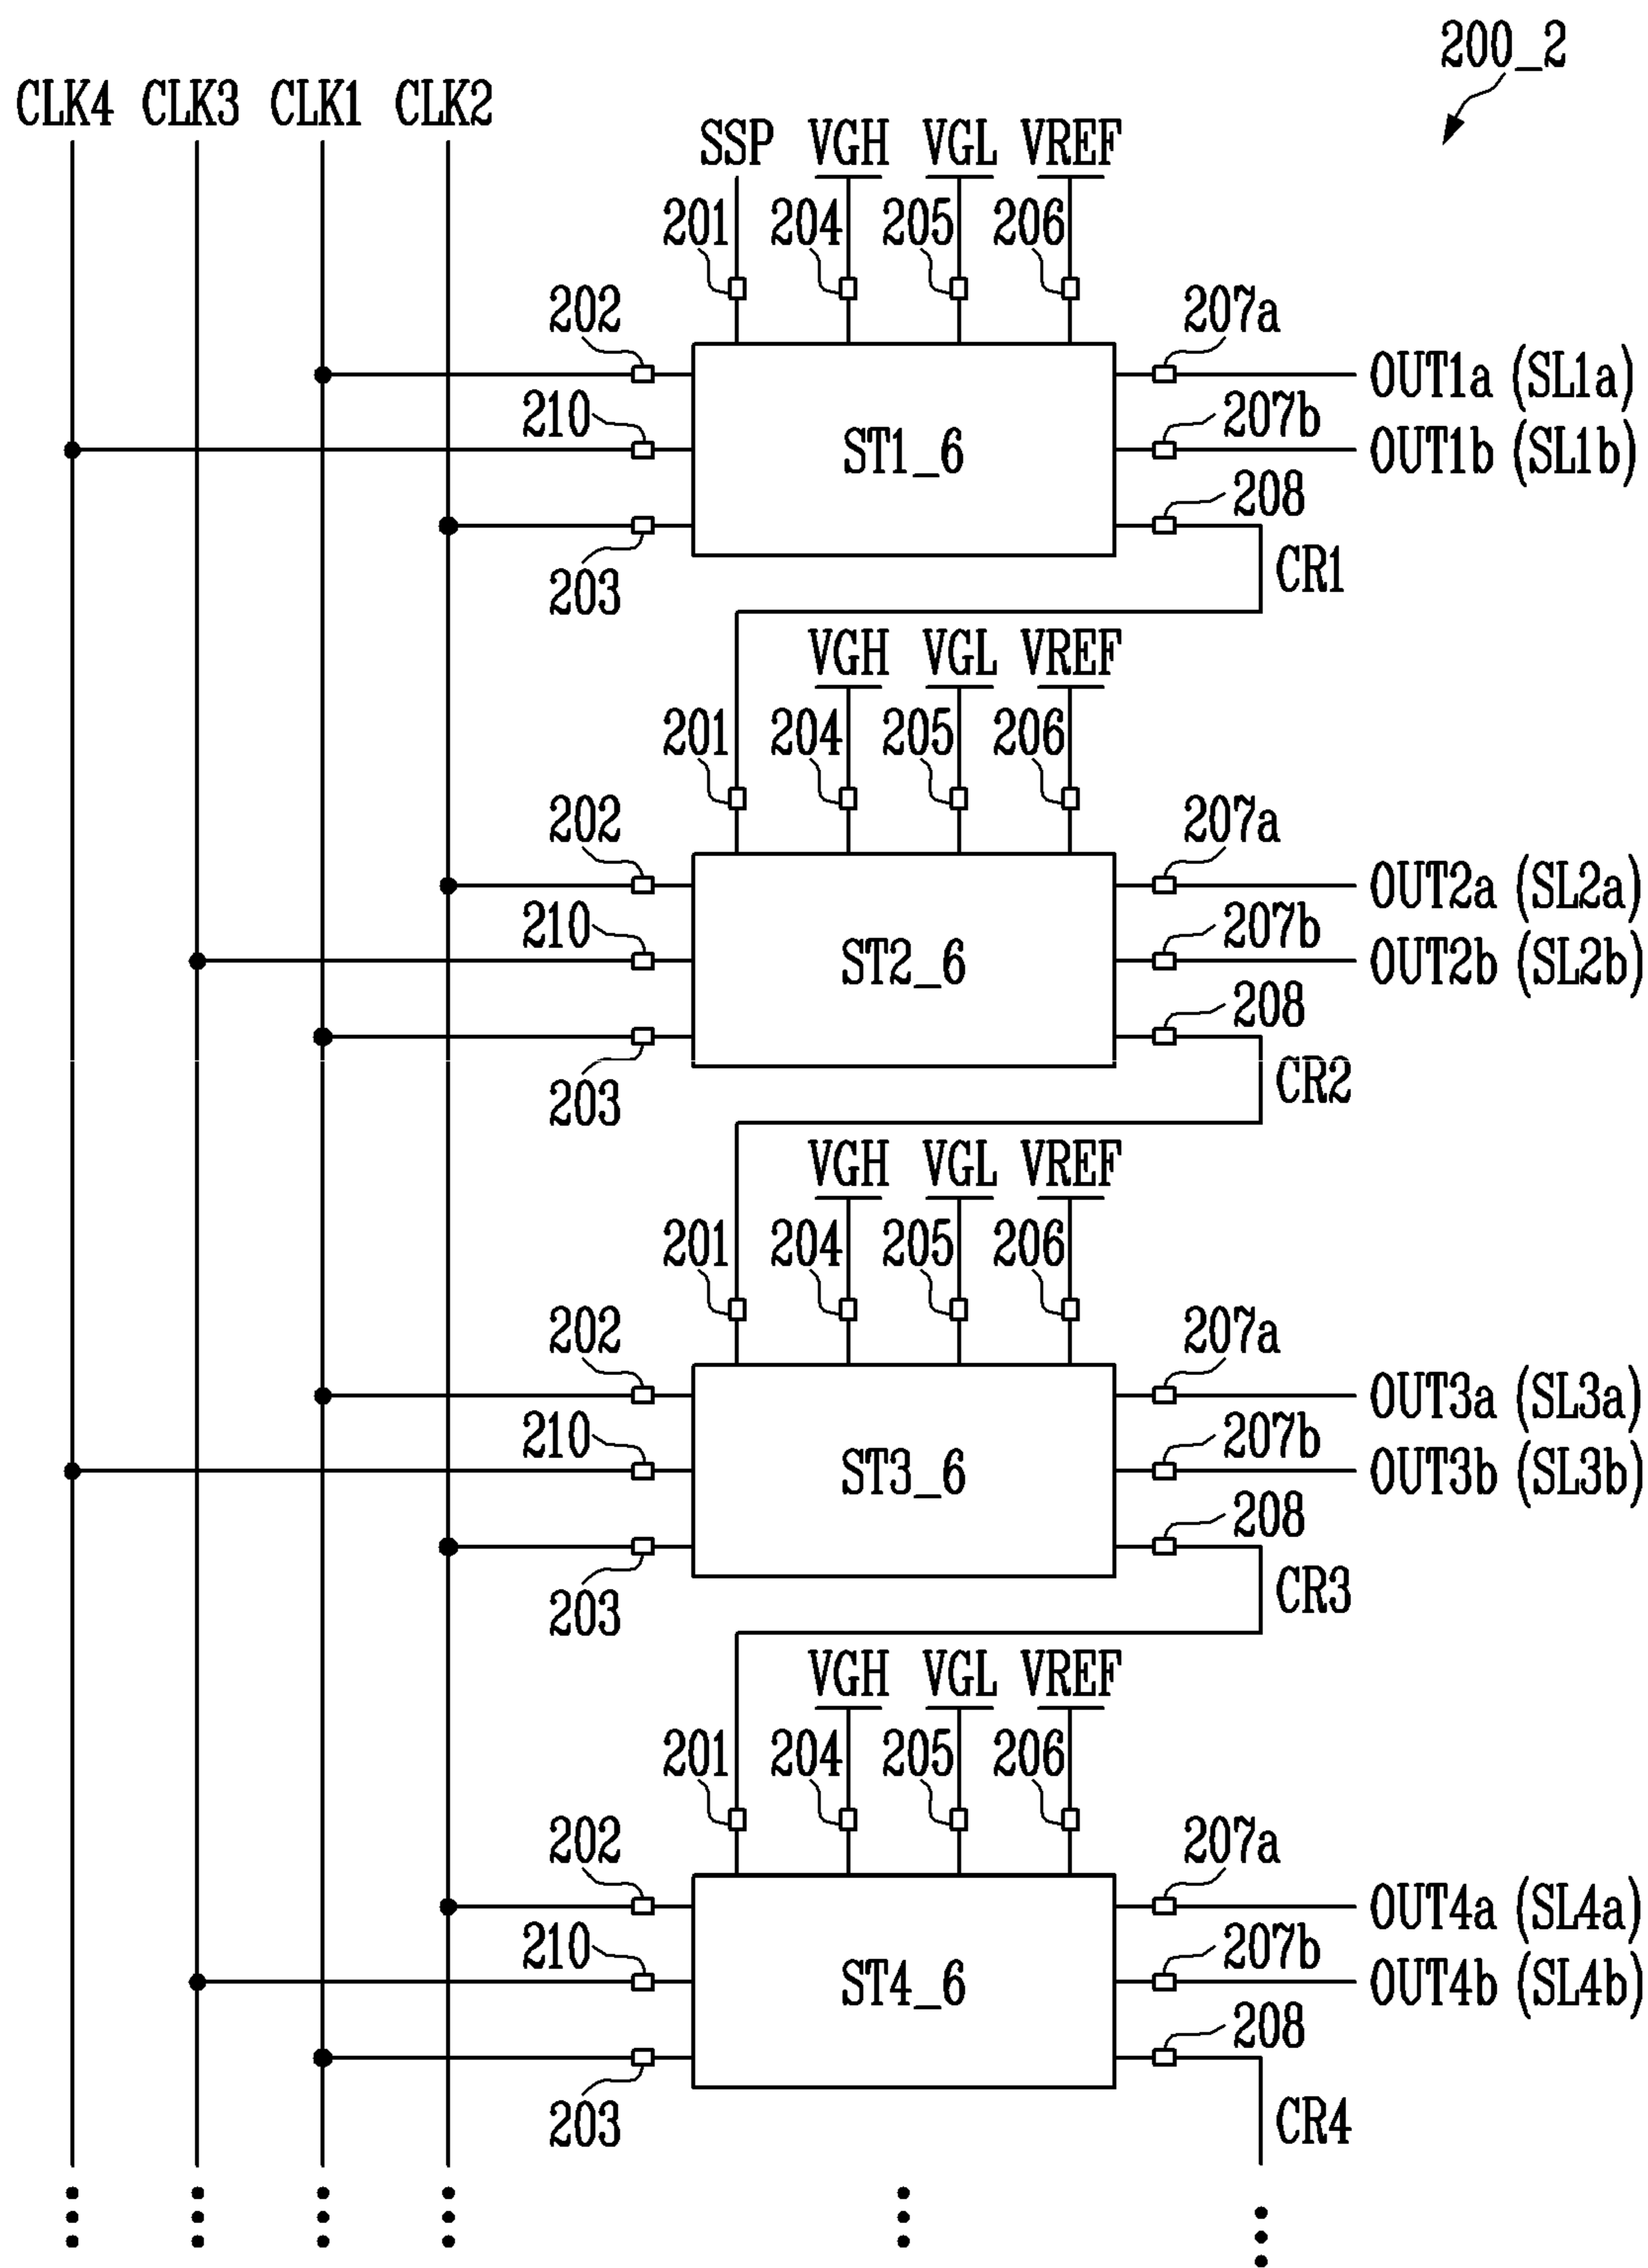 200_2
CLK4 CLK3 CLK1 CLK2
SSP VGH VGL VREF
201 204 205 206
202 207a
OUT1a (SL1a)
210 207b
ST1_6 OUT1b (SL1b)
208
203 CR1
VGH VGL VREF
201 204 205 206
202 207a
OUT2a (SL2a)
210 207b
ST2_6 OUT2b (SL2b)
208
203 CR2
VGH VGL VREF
201 204 205 206
202 207a
OUT3a (SL3a)
210 207b
ST3_6 OUT3b (SL3b)
208
203 CR3
VGH VGL VREF
201 204 205 206
202 207a
OUT4a (SL4a)
210 207b
ST4_6 OUT4b (SL4b)
208
203 CR4